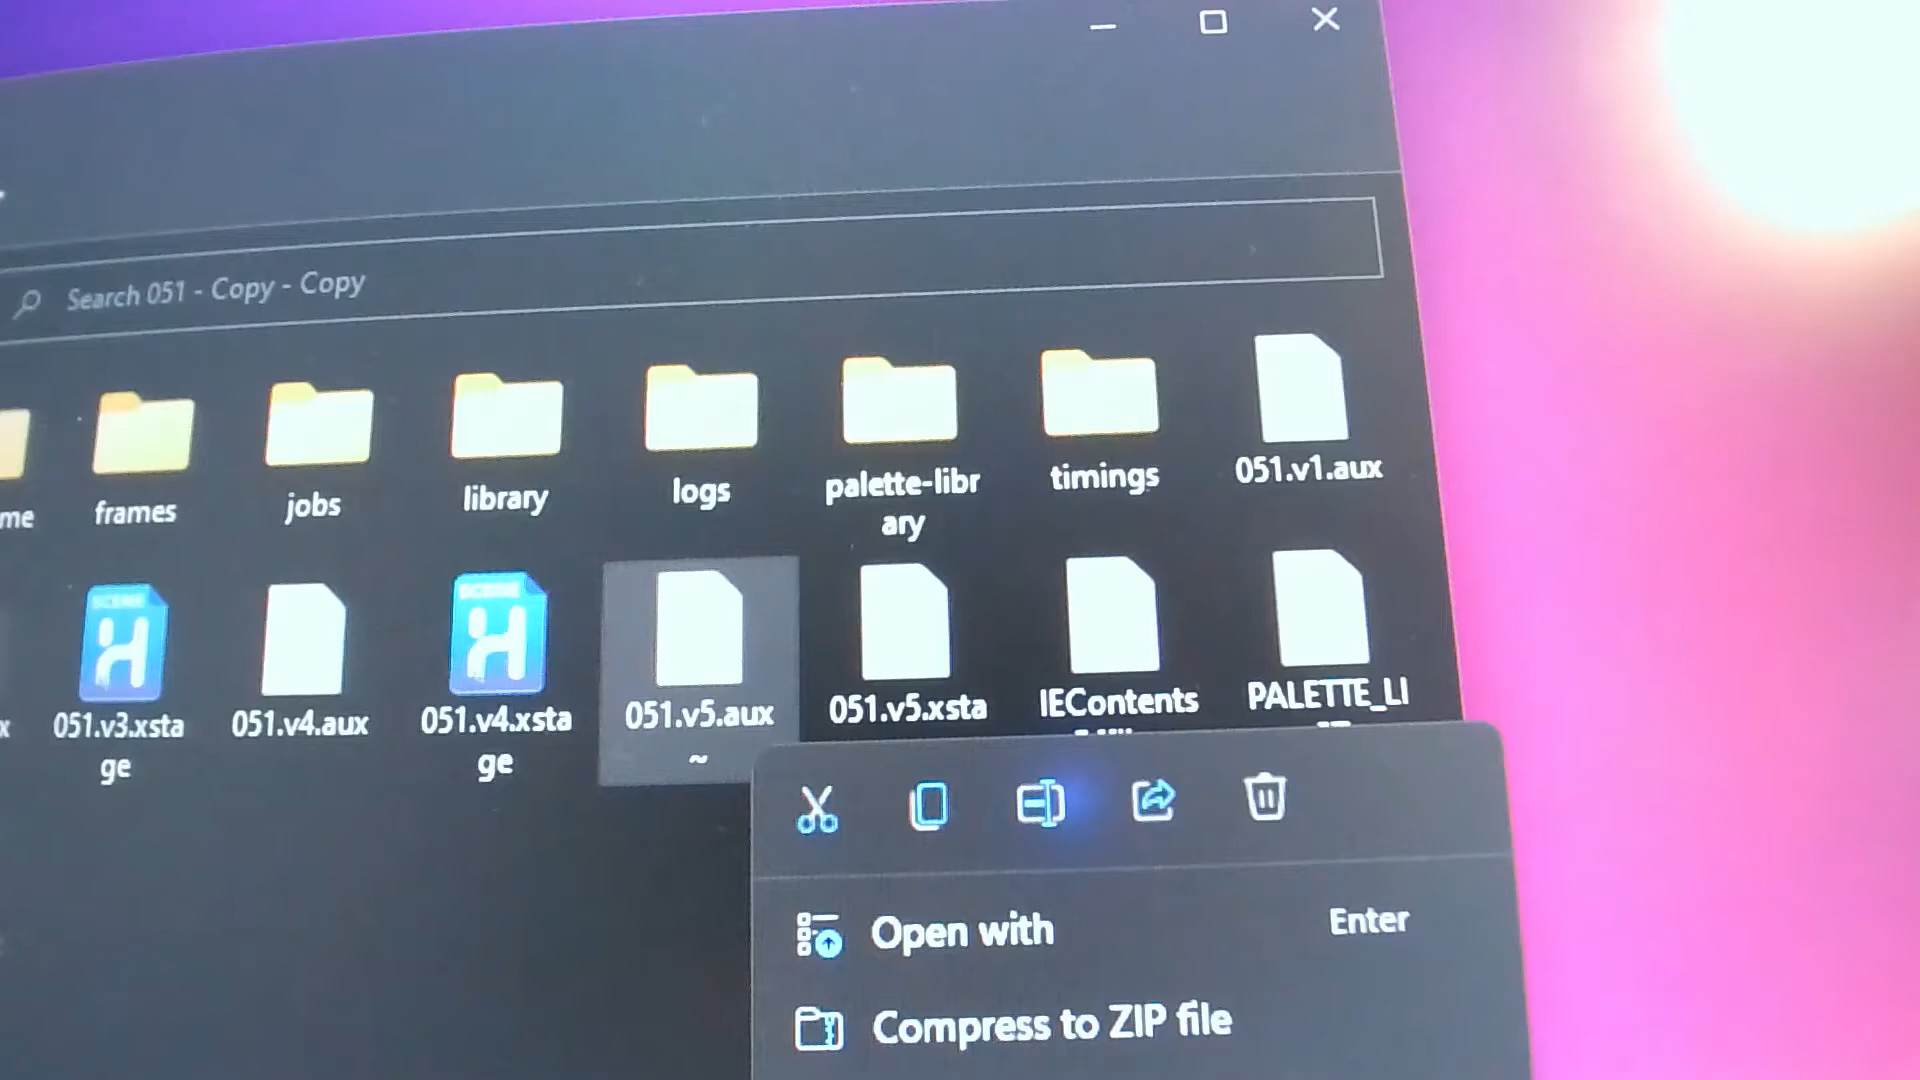 Search 051 - Copy - Copy
me
frames
jobs
library
logs
palette-libr
ary
timings
051.v1.aux
x
051.v3.xsta
ge
051.v4.aux
051.v4.xsta
ge
051.v5.aux
~
051.v5.xsta
IEContents
PALETTE_LI
SCENE
Open with
Enter
Compress to ZIP file